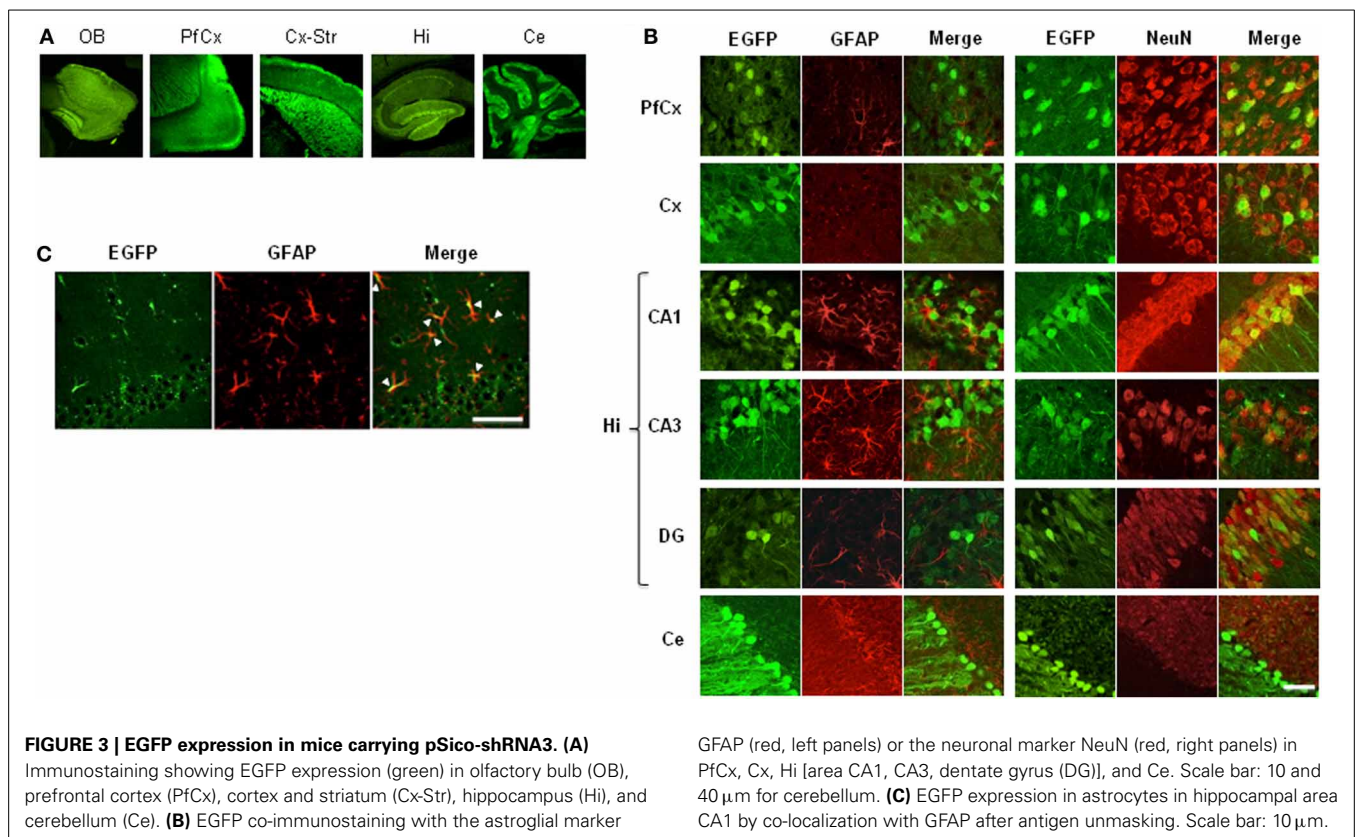 A
OB
PfCx
Cx-Str
Hi
Ce
B
EGFP
GFAP
Merge
EGFP
NeuN
Merge
PfCx
Cx
CA1
Hi
CA3
DG
Ce
C
EGFP
GFAP
Merge
FIGURE 3 | EGFP expression in mice carrying pSico-shRNA3. (A)
Immunostaining showing EGFP expression (green) in olfactory bulb (OB),
prefrontal cortex (PfCx), cortex and striatum (Cx-Str), hippocampus (Hi), and
cerebellum (Ce). (B) EGFP co-immunostaining with the astroglial marker
GFAP (red, left panels) or the neuronal marker NeuN (red, right panels) in
PfCx, Cx, Hi [area CA1, CA3, dentate gyrus (DG)], and Ce. Scale bar: 10 and
40 μm for cerebellum. (C) EGFP expression in astrocytes in hippocampal area
CA1 by co-localization with GFAP after antigen unmasking. Scale bar: 10 μm.